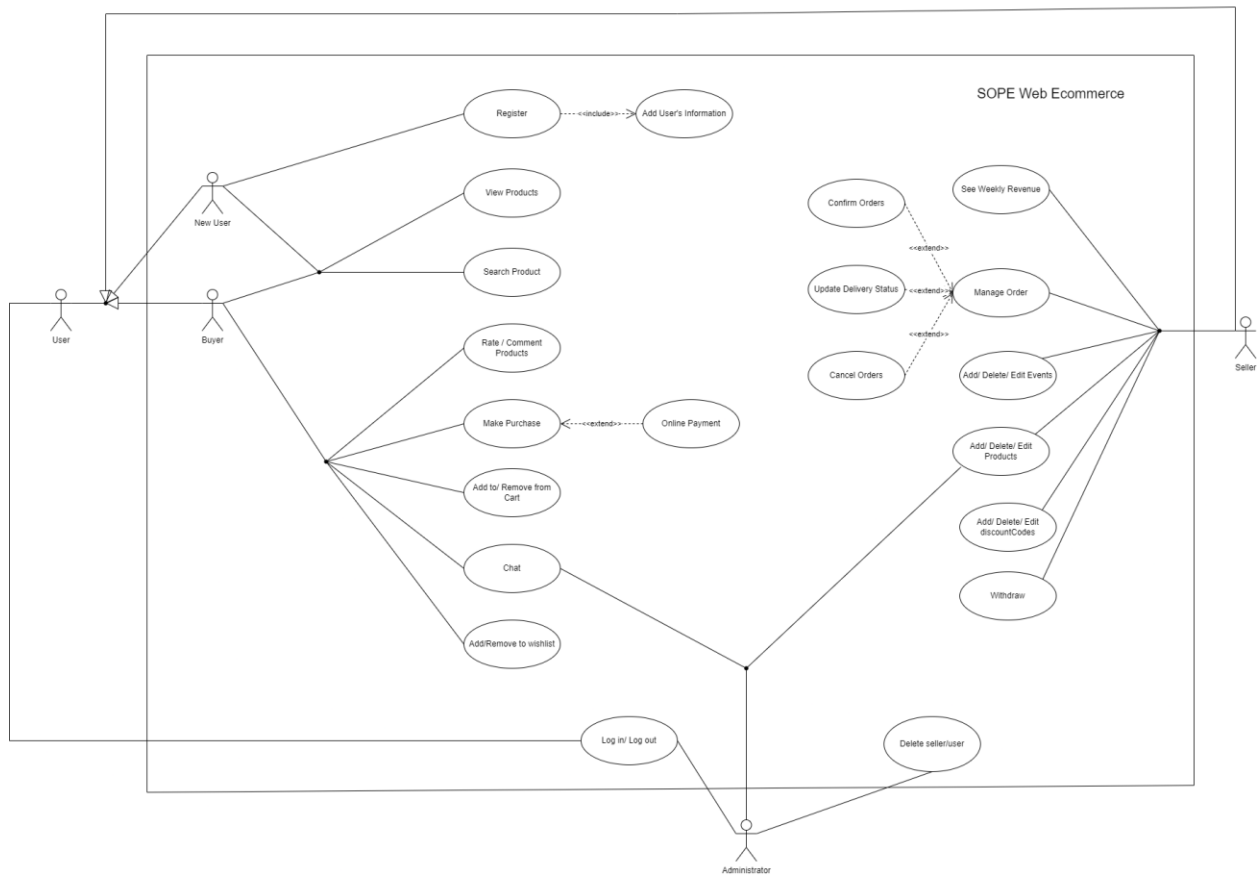 SOPE Web Ecommerce
Register
<<include>>
Add User's Information
View Products
New User
Search Product
User
Buyer
Rate / Comment
Products
Make Purchase
<<extend>>
Online Payment
Add to/ Remove from
Cart
Chat
Add/Remove to wishlist
Confirm Orders
<<extend>>
Update Delivery Status
<<extend>>
Manage Order
<<extend>>
Cancel Orders
See Weekly Revenue
Add/ Delete/ Edit Events
Add/ Delete/ Edit
Products
Add/ Delete/ Edit
discountCodes
Withdraw
Seller
Log in/ Log out
Delete seller/user
Administrator